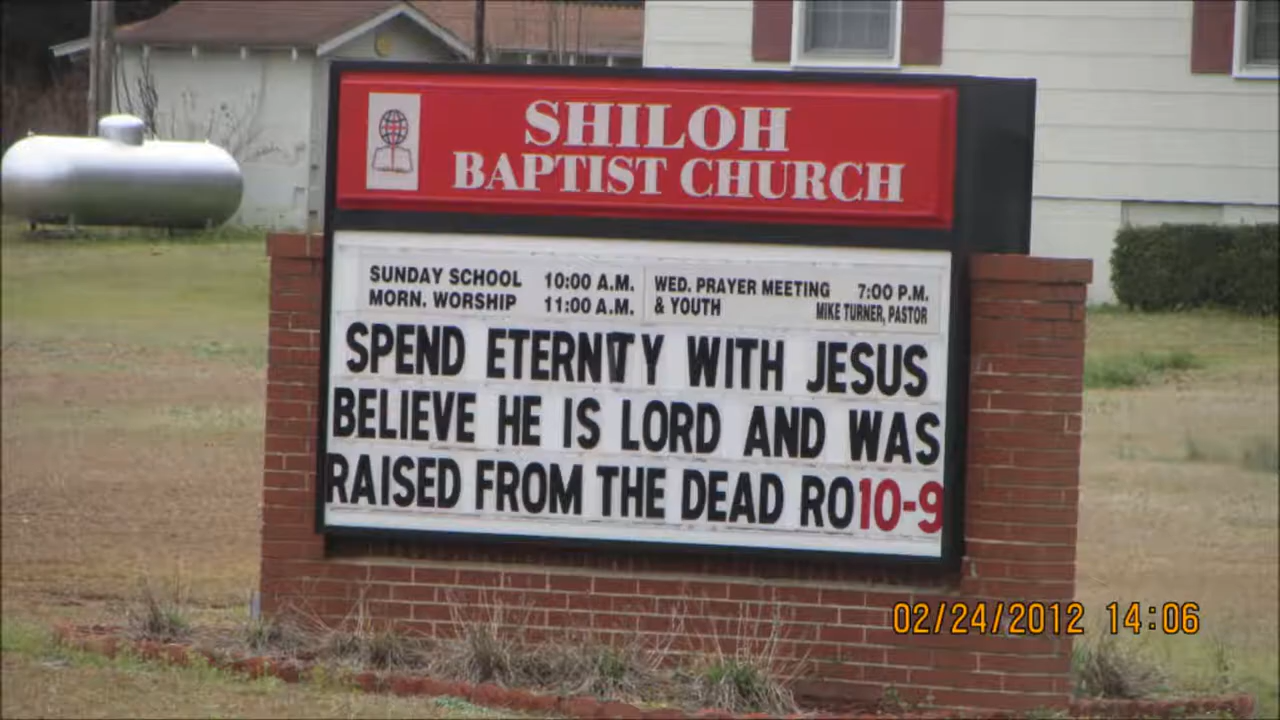 SHILOH
BAPTIST CHURCH
SUNDAY SCHOOL 10:00 A.M.
MORN. WORSHIP 11:00 A.M.
WED. PRAYER MEETING 7:00 P.M.
& YOUTH MIKE TURNER, PASTOR
SPEND ETERNITY WITH JESUS
BELIEVE HE IS LORD AND WAS
RAISED FROM THE DEAD RO10-9
02/24/2012 14:06